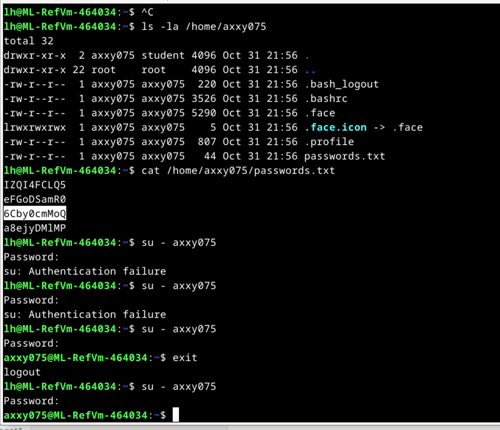 lh@ML-RefVm-464034:~$ ^C
lh@ML-RefVm-464034:~$ ls -la /home/axxy075
total 32
drwxr-xr-x  2 axxy075 student 4096 Oct 31 21:56 .
drwxr-xr-x 22 root    root    4096 Oct 31 21:56 ..
-rw-r--r--  1 axxy075 axxy075  220 Oct 31 21:56 .bash_logout
-rw-r--r--  1 axxy075 axxy075 3526 Oct 31 21:56 .bashrc
-rw-r--r--  1 axxy075 axxy075 5290 Oct 31 21:56 .face
lrwxrwxrwx  1 axxy075 axxy075    5 Oct 31 21:56 .face.icon -> .face
-rw-r--r--  1 axxy075 axxy075  807 Oct 31 21:56 .profile
-rw-r--r--  1 axxy075 axxy075   44 Oct 31 21:56 passwords.txt
lh@ML-RefVm-464034:~$ cat /home/axxy075/passwords.txt
IZQI4FCLQ5
eFGoDSamR0
6Cby0cmMoQ
a8ejyDMlMP
lh@ML-RefVm-464034:~$ su - axxy075
Password:
su: Authentication failure
lh@ML-RefVm-464034:~$ su - axxy075
Password:
su: Authentication failure
lh@ML-RefVm-464034:~$ su - axxy075
Password:
axxy075@ML-RefVm-464034:~$ exit
logout
lh@ML-RefVm-464034:~$ su - axxy075
Password:
axxy075@ML-RefVm-464034:~$